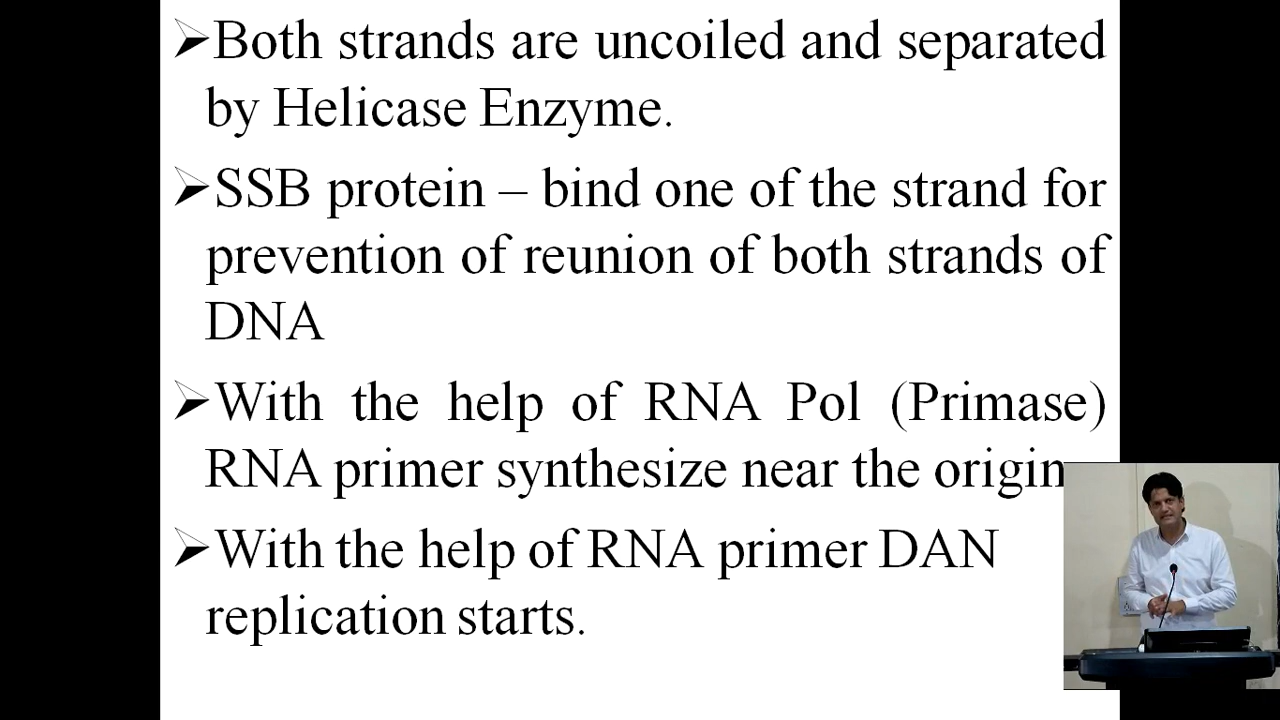 ➢Both strands are uncoiled and separated
by Helicase Enzyme.
➢SSB protein – bind one of the strand for
prevention of reunion of both strands of
DNA
➢With the help of RNA Pol (Primase)
RNA primer synthesize near the origin
➢With the help of RNA primer DAN
replication starts.